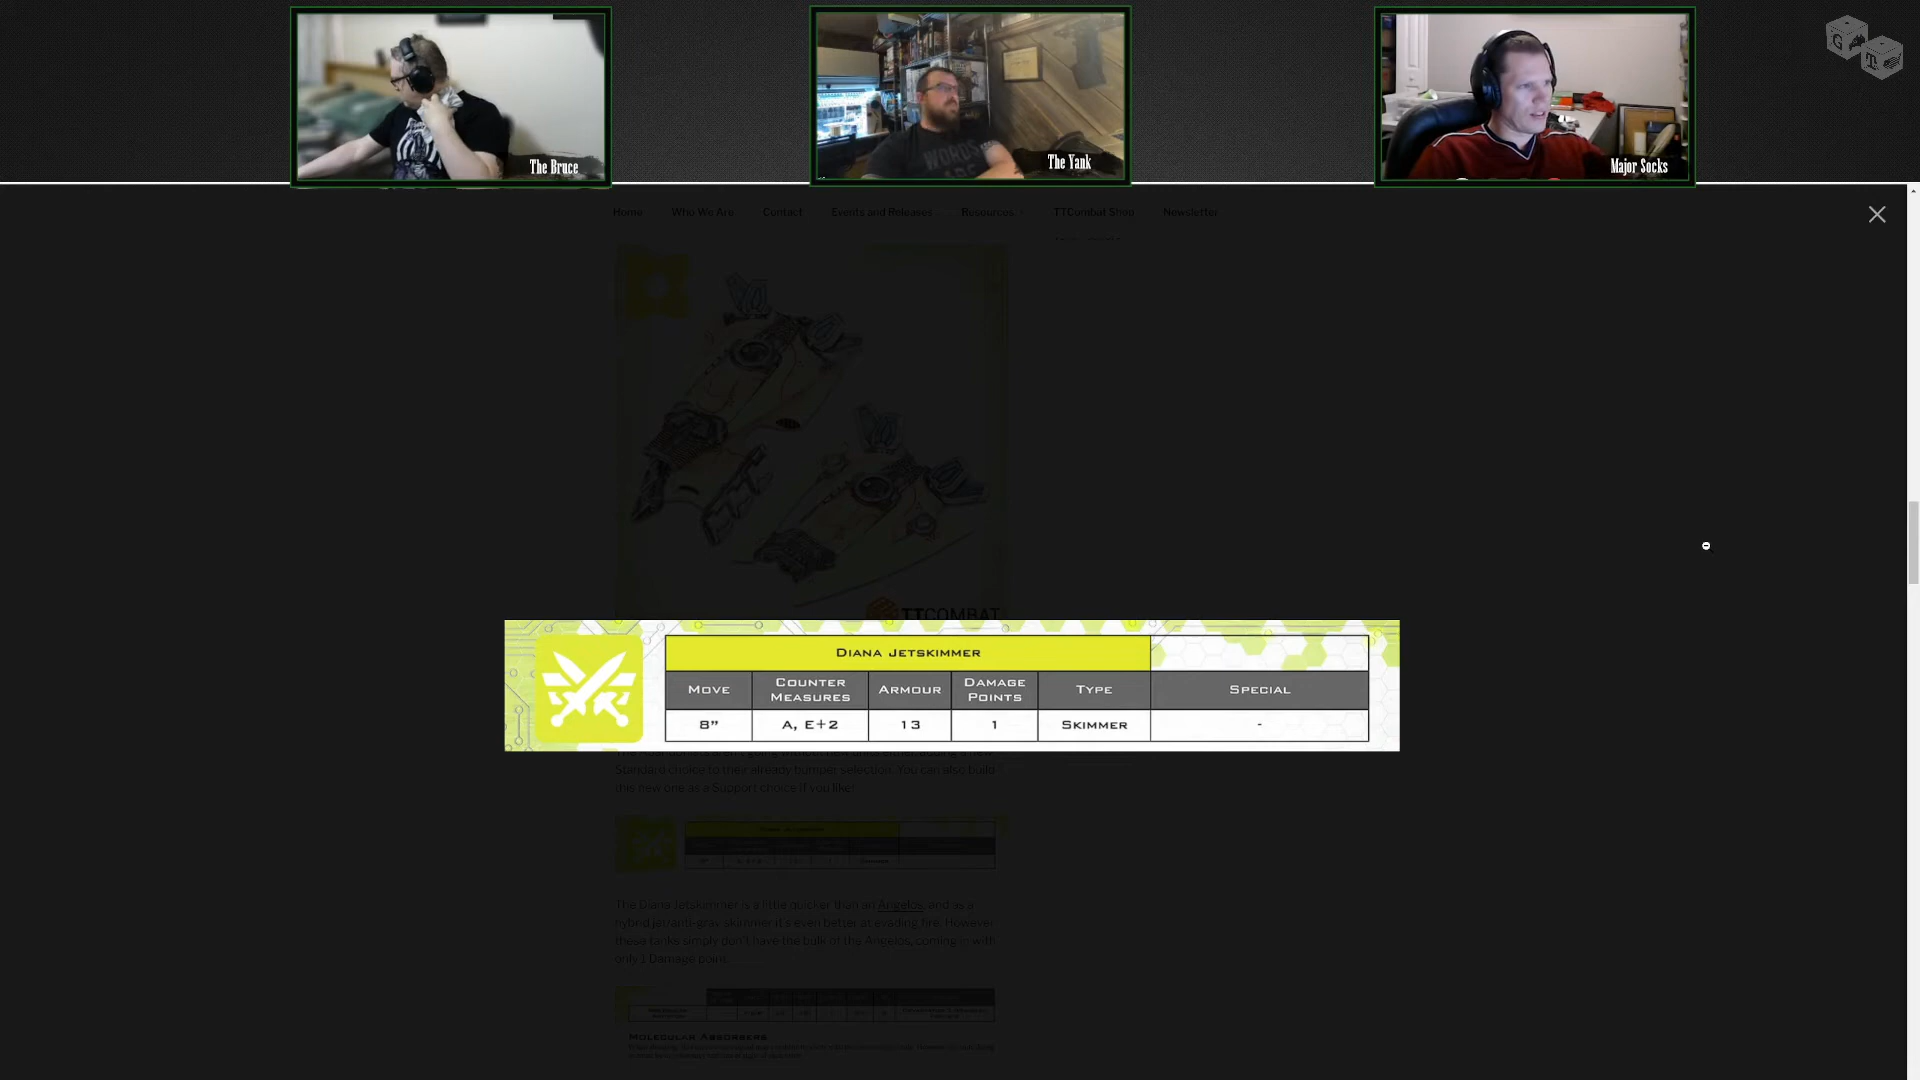 The Bruce
WORDS
The Yank
Major Socks
G
T
Home Who We Are Contact Events and Releases Resources TTCombat Shop Newsletter
TTCOMBAT
DIANA JETSKIMMER
MOVE COUNTER MEASURES ARMOUR DAMAGE POINTS TYPE SPECIAL
8" A, E+2 13 1 SKIMMER -
Standard choice to their already bumper selection. You can also build
this new one as a Support choice if you like!
The Diana Jetskimmer is a little quicker than an Angelos, and as a
hybrid jet/anti-grav skimmer it's even better at evading fire. However
these tanks simply don't have the bulk of the Angelos, coming in with
only 1 Damage point.
MOLECULAR ABSORBERS